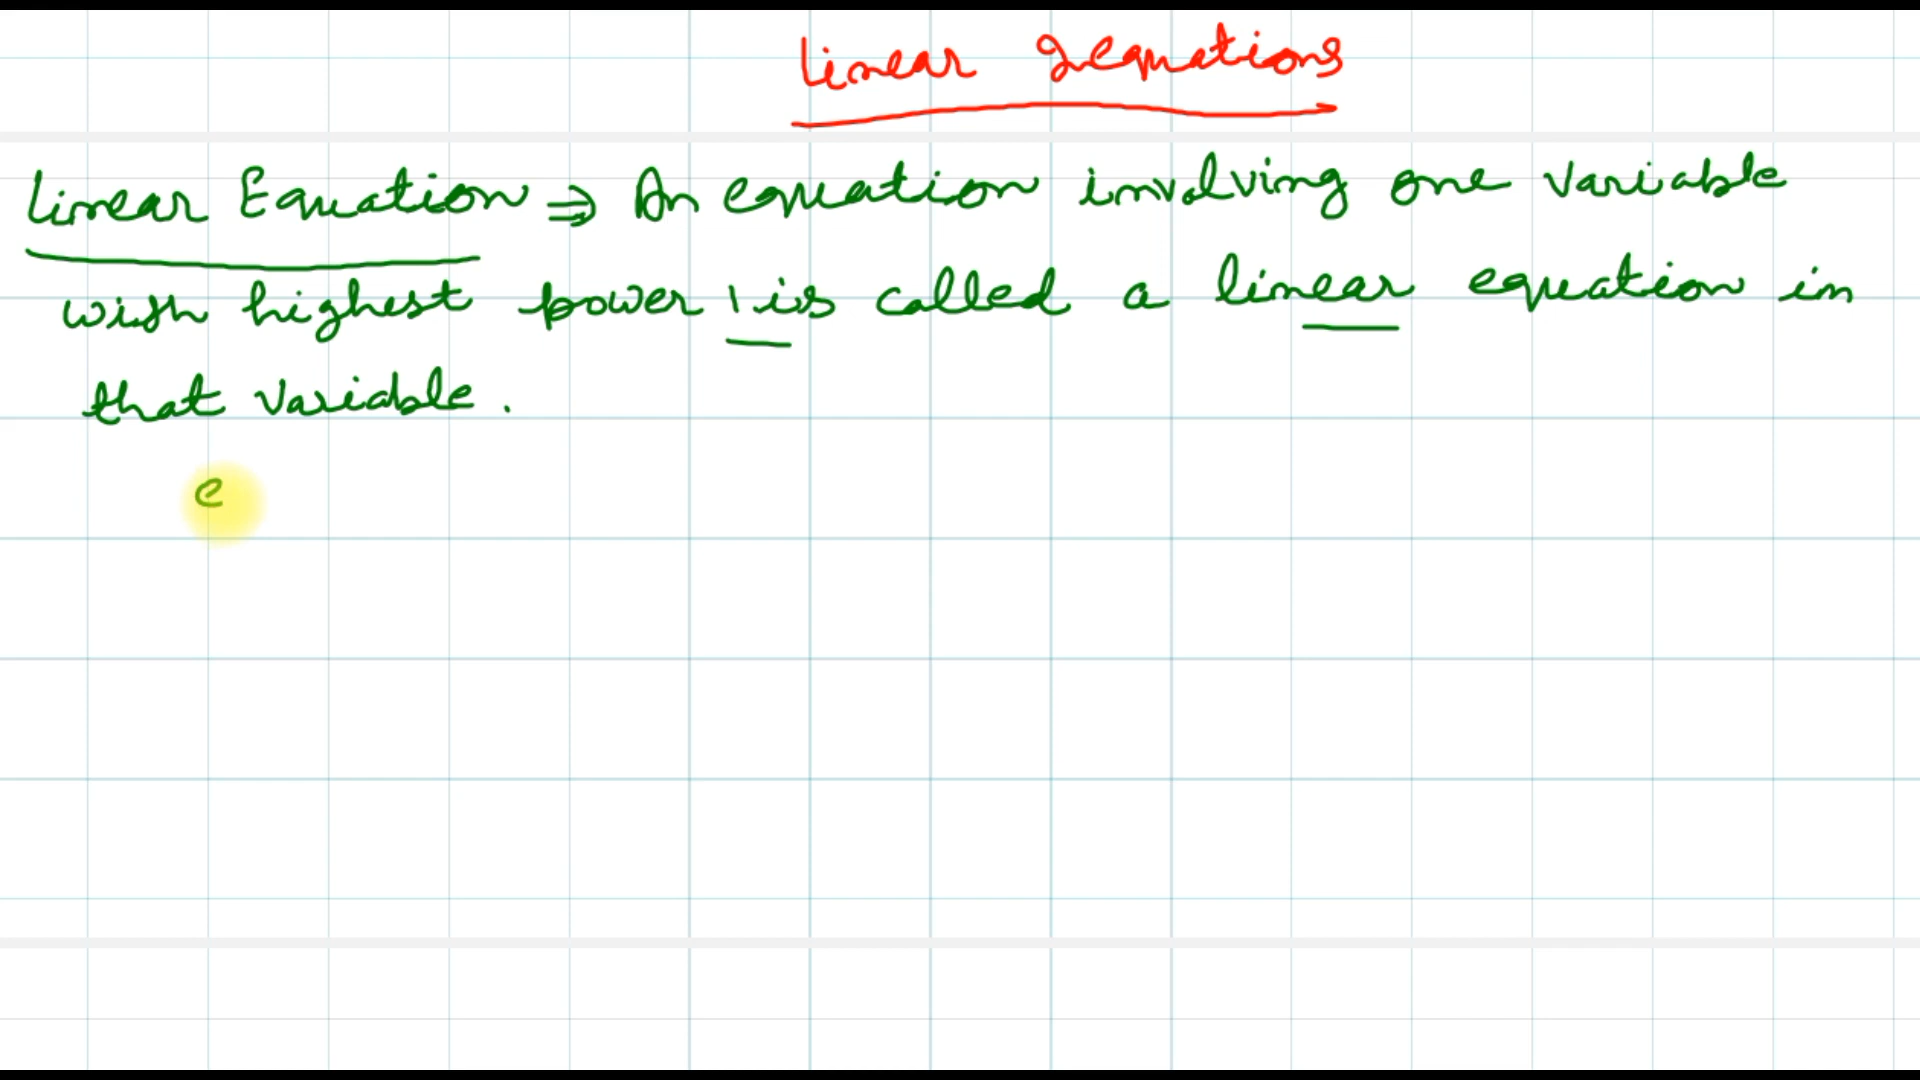 Linear Inequations
Linear Equation ⇒ An equation involving one variable
with highest power 1 is called a linear equation in
that variable.
e